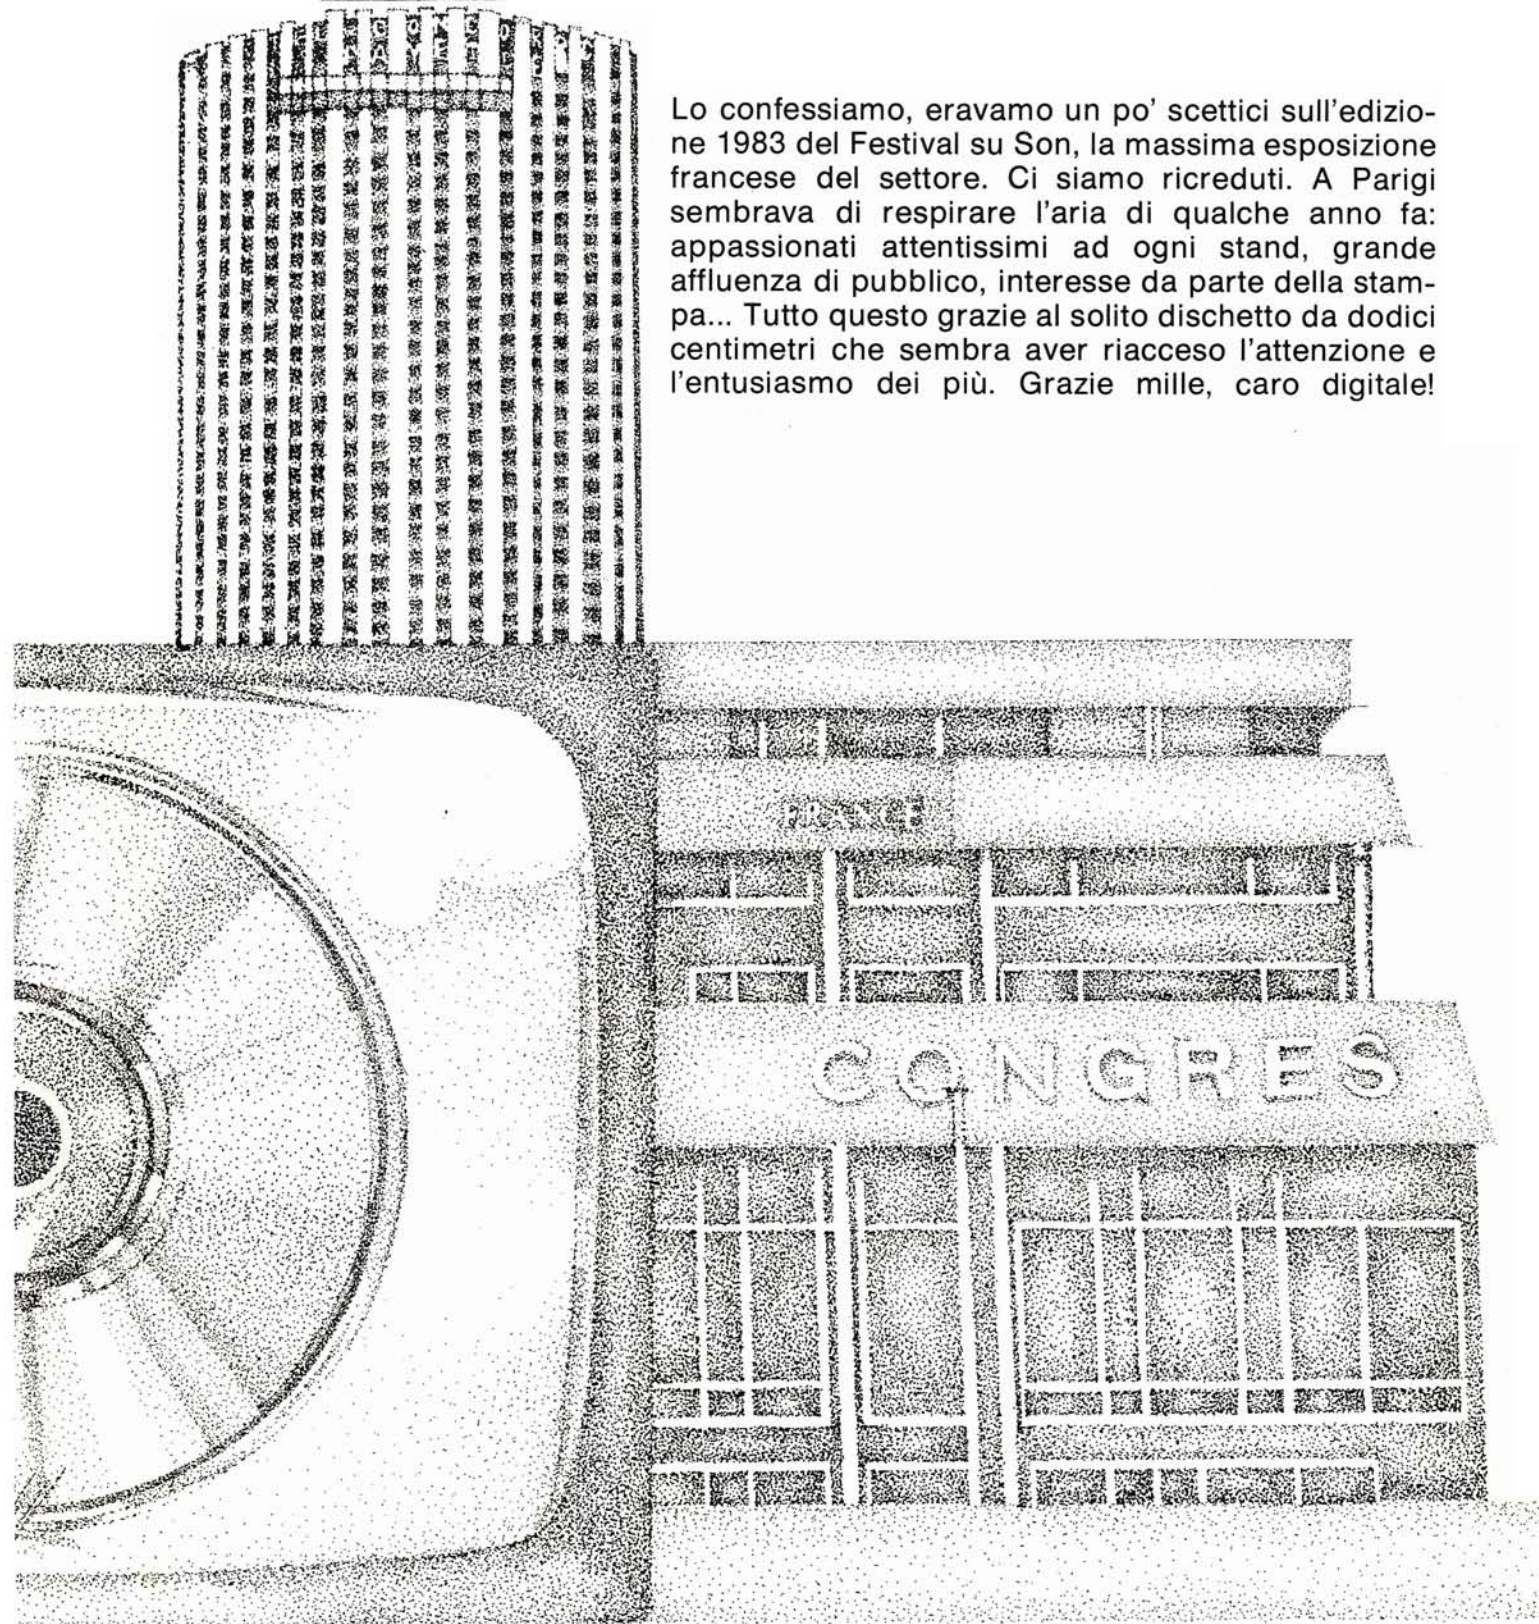 Lo confessiamo, eravamo un po' scettici sull'edizio-
ne 1983 del Festival su Son, la massima esposizione
francese del settore. Ci siamo ricreduti. A Parigi
sembrava di respirare l'aria di qualche anno fa:
appassionati attentissimi ad ogni stand, grande
affluenza di pubblico, interesse da parte della stam-
pa... Tutto questo grazie al solito dischetto da dodici
centimetri che sembra aver riacceso l'attenzione e
l'entusiasmo dei più. Grazie mille, caro digitale!
FRANCE
CONGRES